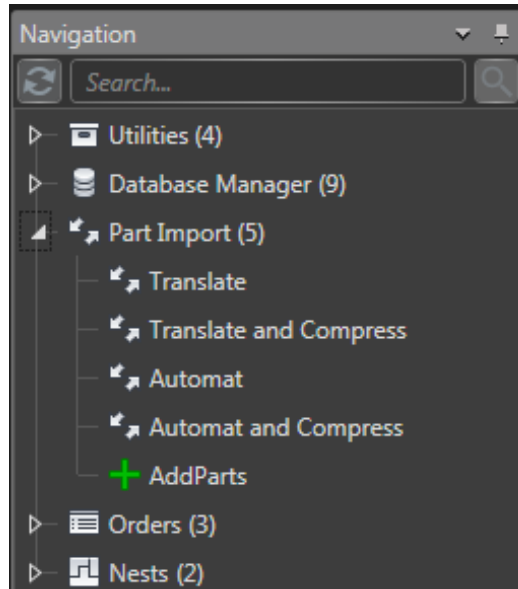 Navigation
Search...
Utilities (4)
Database Manager (9)
Part Import (5)
Translate
Translate and Compress
Automat
Automat and Compress
AddParts
Orders (3)
Nests (2)